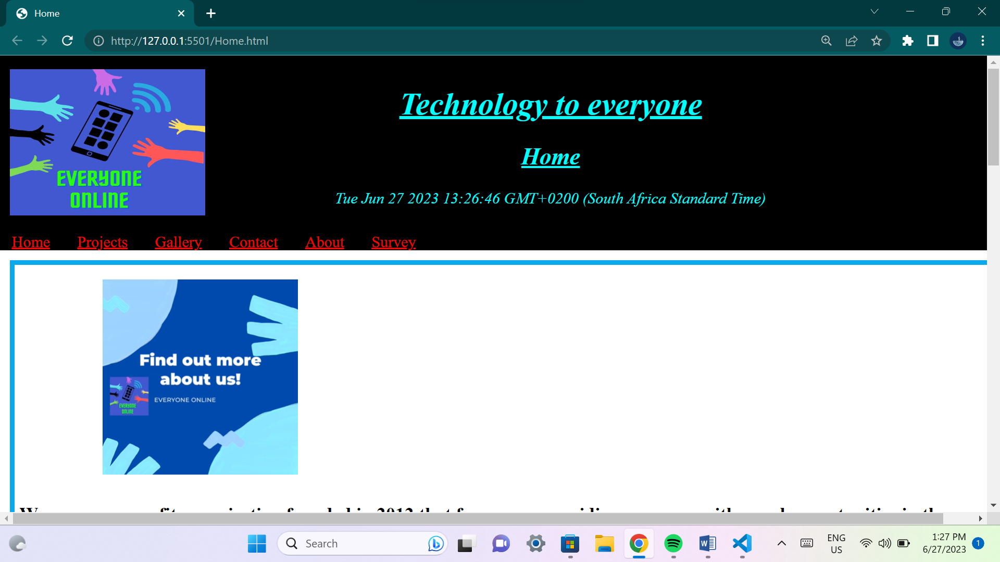 Home
http://127.0.0.1:5501/Home.html
Technology to everyone
Home
Tue Jun 27 2023 13:26:46 GMT+0200 (South Africa Standard Time)
EVERYONE
ONLINE
Home Projects Gallery Contact About Survey
Find out more
about us!
EVERYONE ONLINE
EVERYONE
ONLINE
Search
ENG
US
1:27 PM
6/27/2023
1